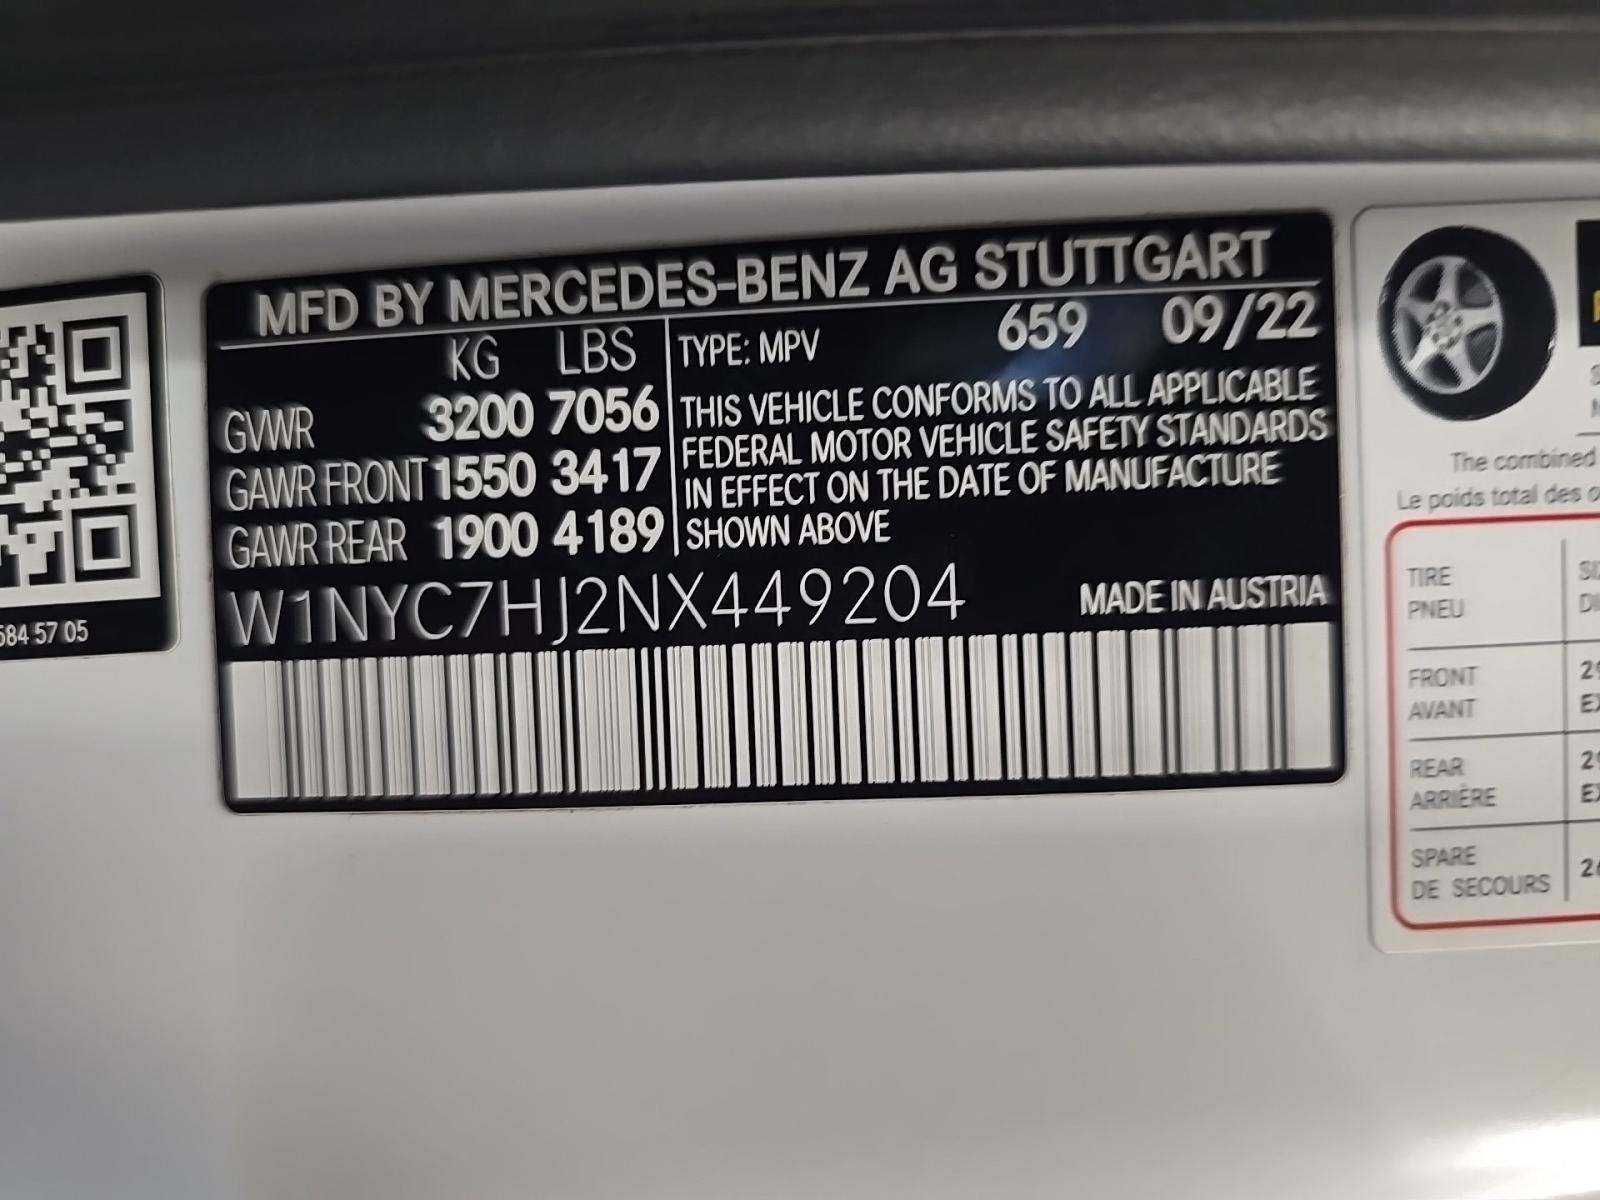 MFD BY MERCEDES-BENZ AG STUTTGART
KG LBS
GVWR 3200 7056
GAWR FRONT 1550 3417
GAWR REAR 1900 4189
TYPE: MPV 659 09/22
THIS VEHICLE CONFORMS TO ALL APPLICABLE
FEDERAL MOTOR VEHICLE SAFETY STANDARDS
IN EFFECT ON THE DATE OF MANUFACTURE
SHOWN ABOVE
W1NYC7HJ2NX449204 MADE IN AUSTRIA
584 57 05
The combined
Le poids total des
TIRE
PNEU
FRONT
AVANT
REAR
ARRIÈRE
SPARE
DE SECOURS